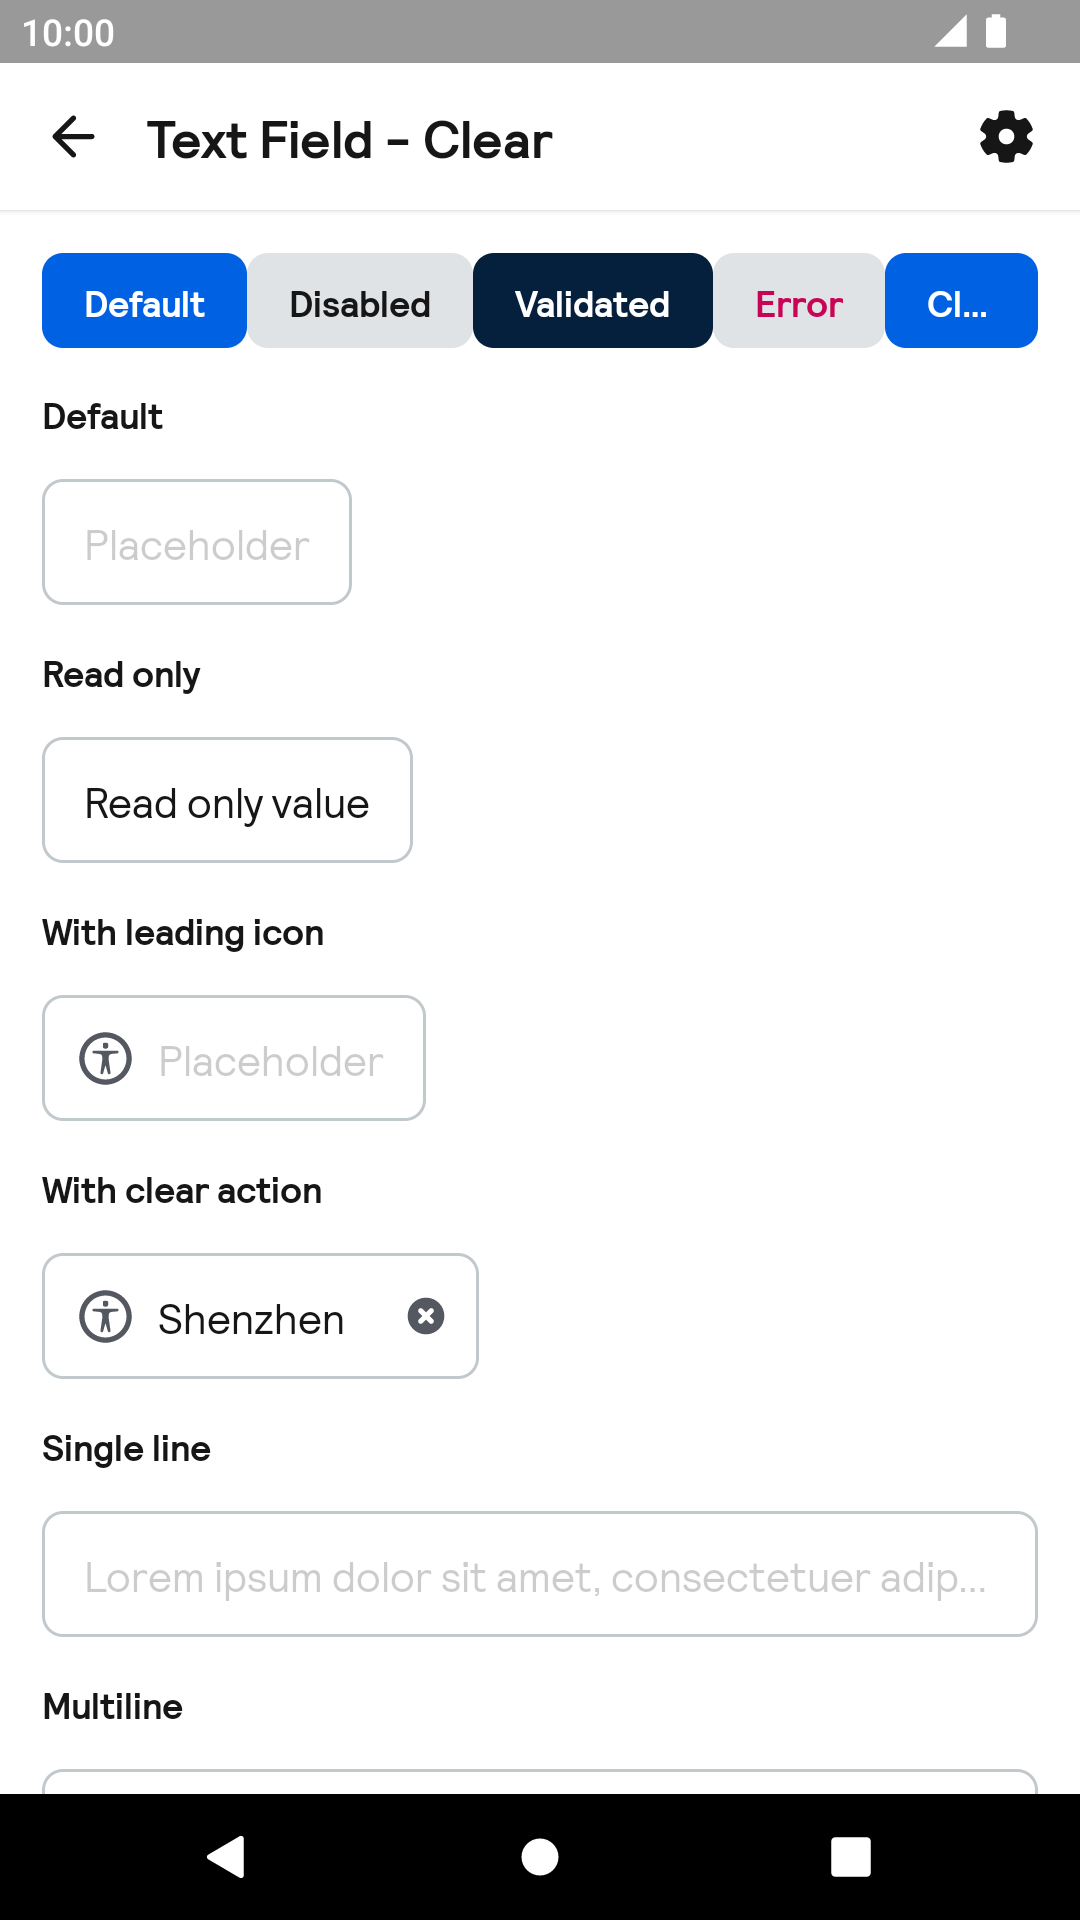 10:00
Text Field - Clear
Default Disabled Validated Error Cl...
Default
Placeholder
Read only
Read only value
With leading icon
Placeholder
With clear action
Shenzhen
Single line
Lorem ipsum dolor sit amet, consectetuer adip...
Multiline